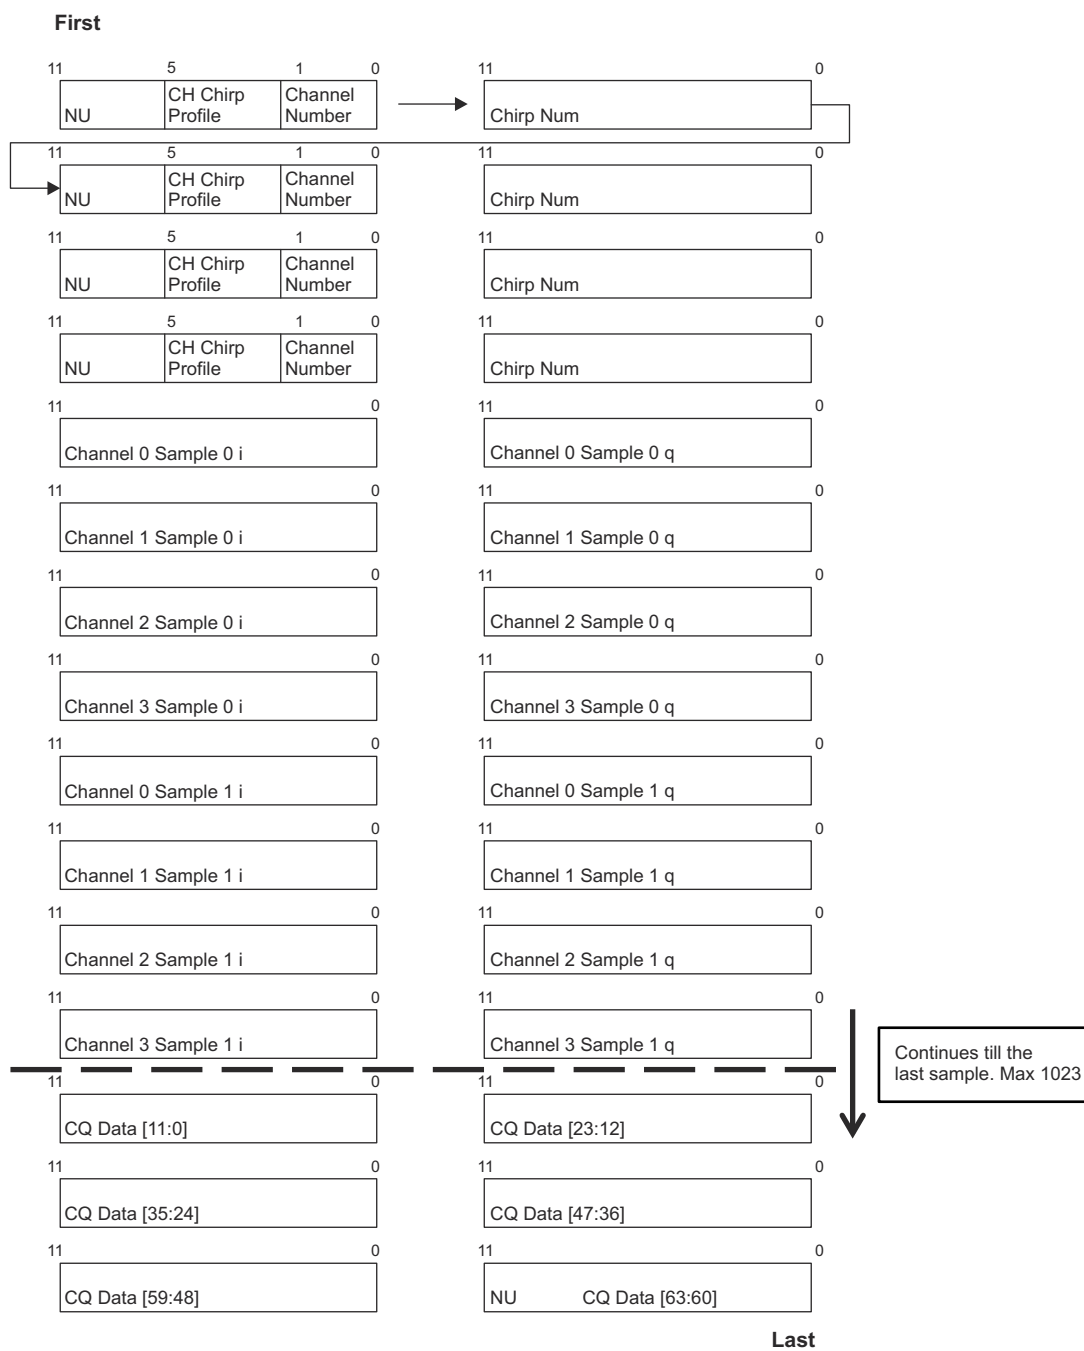 First
11 5 1 0 11 0
NU CH Chirp Profile Channel Number Chirp Num
11 5 1 0 11 0
NU CH Chirp Profile Channel Number Chirp Num
11 5 1 0 11 0
NU CH Chirp Profile Channel Number Chirp Num
11 5 1 0 11 0
NU CH Chirp Profile Channel Number Chirp Num
11 0 11 0
Channel 0 Sample 0 i Channel 0 Sample 0 q
11 0 11 0
Channel 1 Sample 0 i Channel 1 Sample 0 q
11 0 11 0
Channel 2 Sample 0 i Channel 2 Sample 0 q
11 0 11 0
Channel 3 Sample 0 i Channel 3 Sample 0 q
11 0 11 0
Channel 0 Sample 1 i Channel 0 Sample 1 q
11 0 11 0
Channel 1 Sample 1 i Channel 1 Sample 1 q
11 0 11 0
Channel 2 Sample 1 i Channel 2 Sample 1 q
11 0 11 0
Channel 3 Sample 1 i Channel 3 Sample 1 q
Continues till the
last sample. Max 1023
11 0 11 0
CQ Data [11:0] CQ Data [23:12]
11 0 11 0
CQ Data [35:24] CQ Data [47:36]
11 0 11 0
CQ Data [59:48] NU CQ Data [63:60]
Last